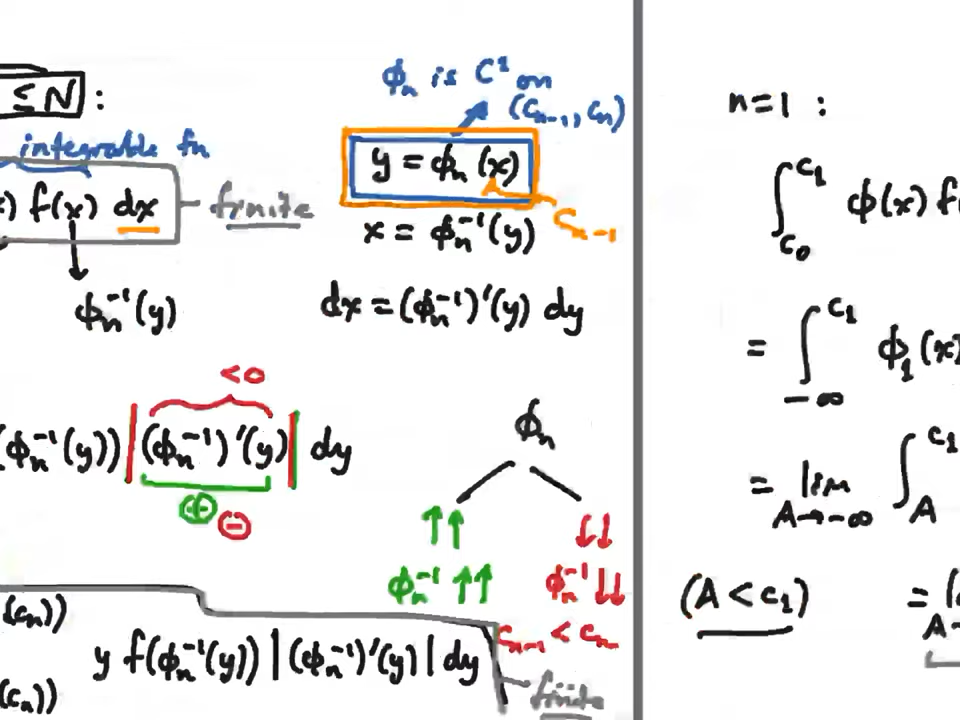 ≤N :
ϕₙ is C¹ on (cₙ₋₁, cₙ)
integrable fn
) f(x) dx — finite
y = ϕₙ(x)
cₙ₋₁
x = ϕₙ⁻¹(y)
ϕₙ⁻¹(y)
dx = (ϕₙ⁻¹)'(y) dy
<0
(ϕₙ⁻¹(y)) |(ϕₙ⁻¹)'(y)| dy
⊕ ⊖
ϕₙ
↑↑ ↓↓
ϕₙ⁻¹ ↑↑ ϕₙ⁻¹ ↓↓
cₙ₋₁ < cₙ
(cₙ))
y f(ϕₙ⁻¹(y)) |(ϕₙ⁻¹)'(y)| dy
(cₙ))
finite
n=1 :
∫_{c₀}^{c₁} ϕ(x) f
= ∫_{-∞}^{c₁} ϕ₁(x)
= lim_{A→-∞} ∫_A^{c₁}
(A < c₁) =
A→